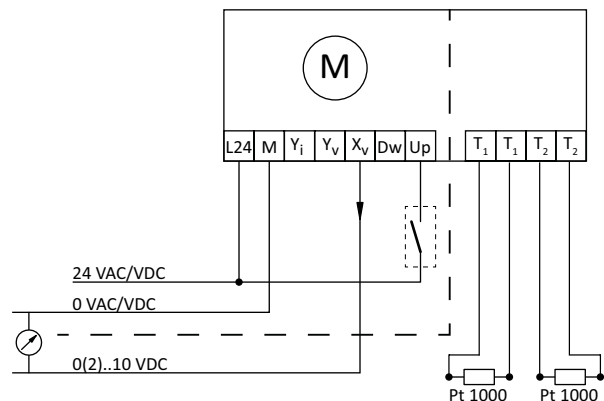 M
L24 M Yi Yv Xv Dw Up T1 T1 T2 T2
24 VAC/VDC
0 VAC/VDC
0(2)..10 VDC
Pt 1000 Pt 1000